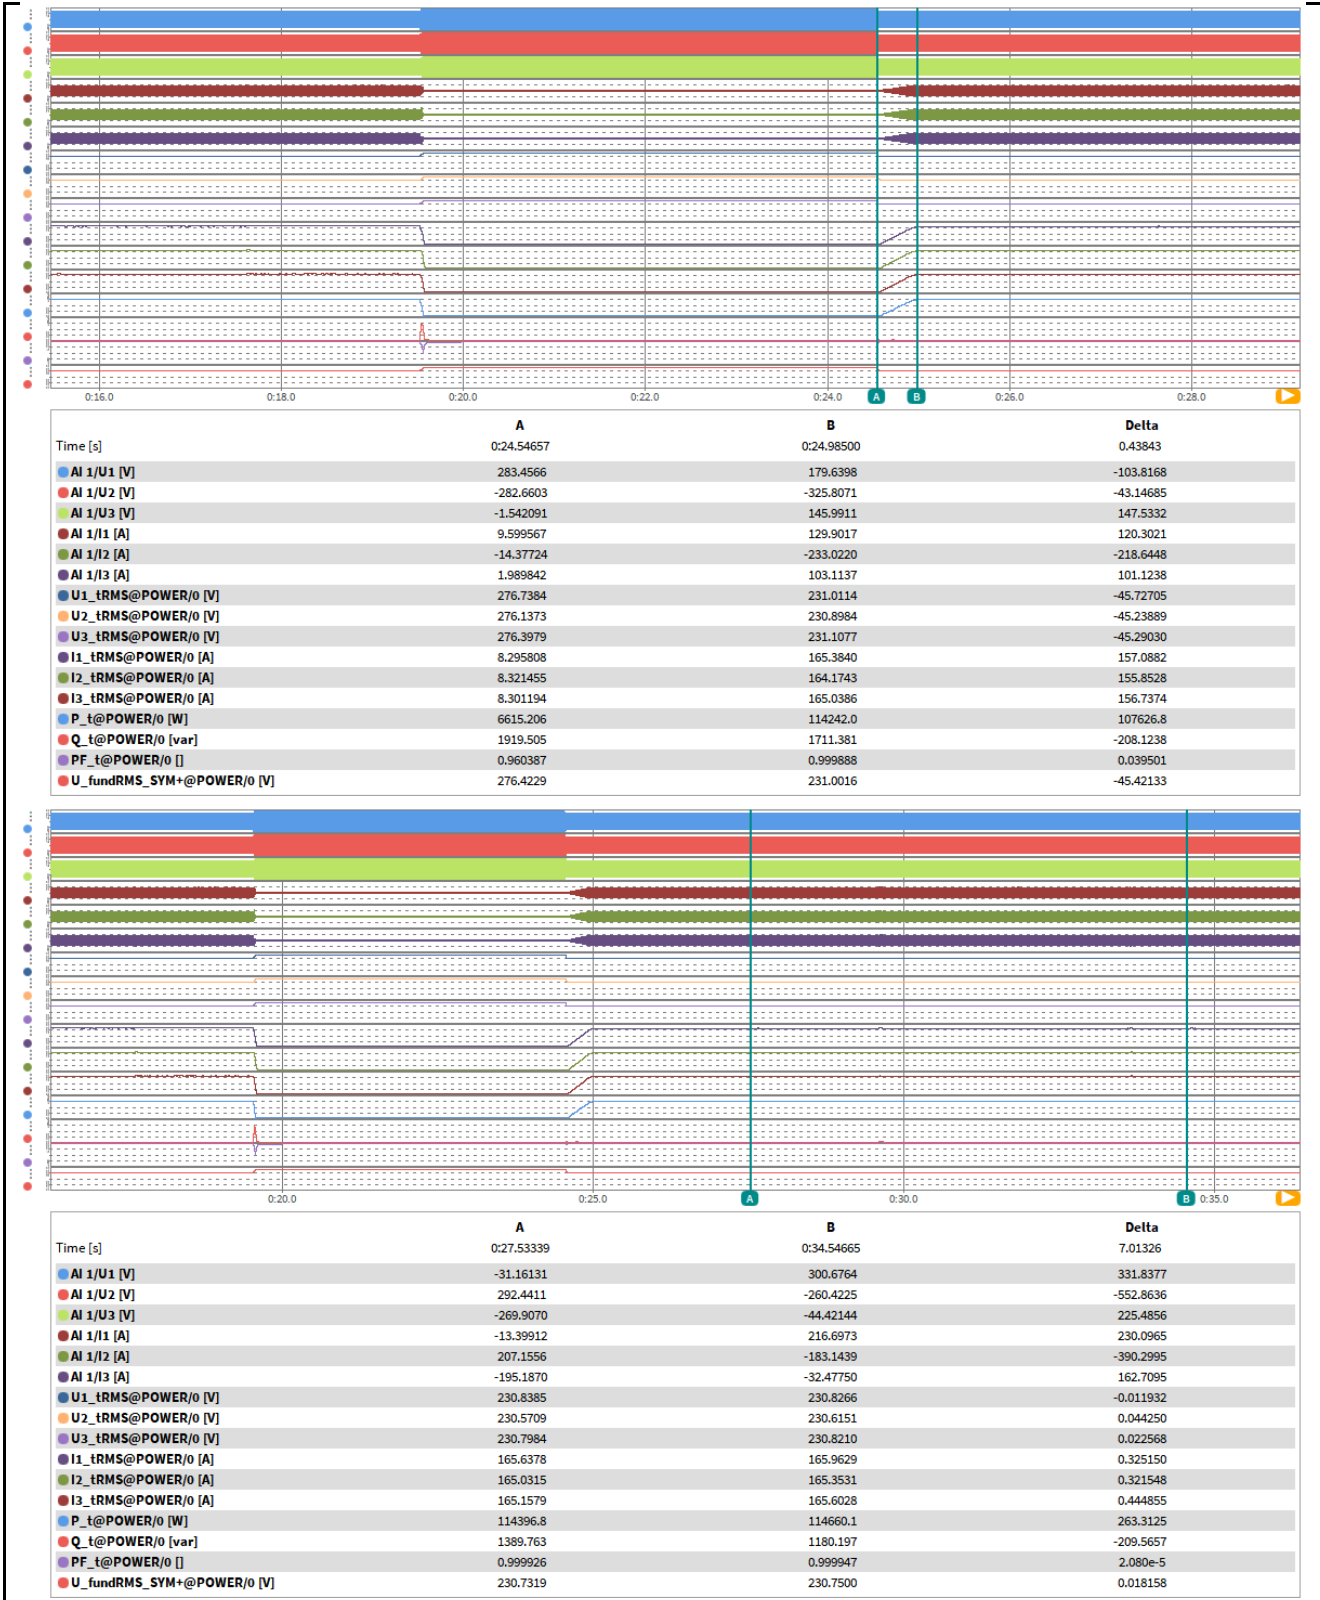 0:16.0 0:18.0 0:20.0 0:22.0 0:24.0 A B 0:26.0 0:28.0
A B Delta
Time [s] 0:24.54657 0:24.98500 0.43843
AI 1/U1 [V] 283.4566 179.6398 -103.8168
AI 1/U2 [V] -282.6603 -325.8071 -43.14685
AI 1/U3 [V] -1.542091 145.9911 147.5332
AI 1/I1 [A] 9.599567 129.9017 120.3021
AI 1/I2 [A] -14.37724 -233.0220 -218.6448
AI 1/I3 [A] 1.989842 103.1137 101.1238
U1_tRMS@POWER/0 [V] 276.7384 231.0114 -45.72705
U2_tRMS@POWER/0 [V] 276.1373 230.8984 -45.23889
U3_tRMS@POWER/0 [V] 276.3979 231.1077 -45.29030
I1_tRMS@POWER/0 [A] 8.295808 165.3840 157.0882
I2_tRMS@POWER/0 [A] 8.321455 164.1743 155.8528
I3_tRMS@POWER/0 [A] 8.301194 165.0386 156.7374
P_t@POWER/0 [W] 6615.206 114242.0 107626.8
Q_t@POWER/0 [var] 1919.505 1711.381 -208.1238
PF_t@POWER/0 [] 0.960387 0.999888 0.039501
U_fundRMS_SYM+@POWER/0 [V] 276.4229 231.0016 -45.42133
0:20.0 0:25.0 A 0:30.0 B 0:35.0
A B Delta
Time [s] 0:27.53339 0:34.54665 7.01326
AI 1/U1 [V] -31.16131 300.6764 331.8377
AI 1/U2 [V] 292.4411 -260.4225 -552.8636
AI 1/U3 [V] -269.9070 -44.42144 225.4856
AI 1/I1 [A] -13.39912 216.6973 230.0965
AI 1/I2 [A] 207.1556 -183.1439 -390.2995
AI 1/I3 [A] -195.1870 -32.47750 162.7095
U1_tRMS@POWER/0 [V] 230.8385 230.8266 -0.011932
U2_tRMS@POWER/0 [V] 230.5709 230.6151 0.044250
U3_tRMS@POWER/0 [V] 230.7984 230.8210 0.022568
I1_tRMS@POWER/0 [A] 165.6378 165.9629 0.325150
I2_tRMS@POWER/0 [A] 165.0315 165.3531 0.321548
I3_tRMS@POWER/0 [A] 165.1579 165.6028 0.444855
P_t@POWER/0 [W] 114396.8 114660.1 263.3125
Q_t@POWER/0 [var] 1389.763 1180.197 -209.5657
PF_t@POWER/0 [] 0.999926 0.999947 2.080e-5
U_fundRMS_SYM+@POWER/0 [V] 230.7319 230.7500 0.018158